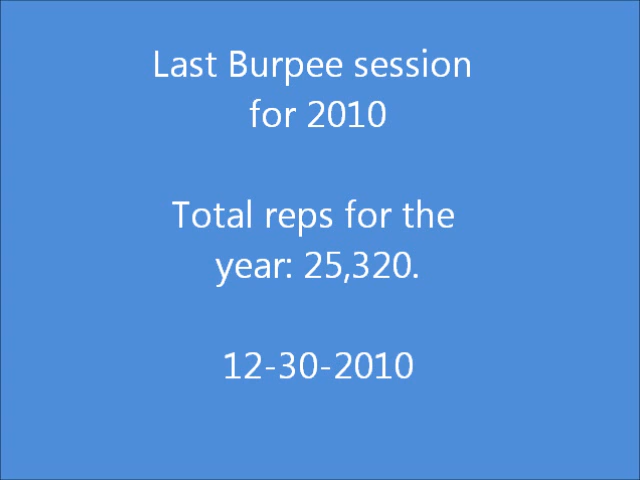 Last Burpee session
for 2010
Total reps for the
year: 25,320.
12-30-2010